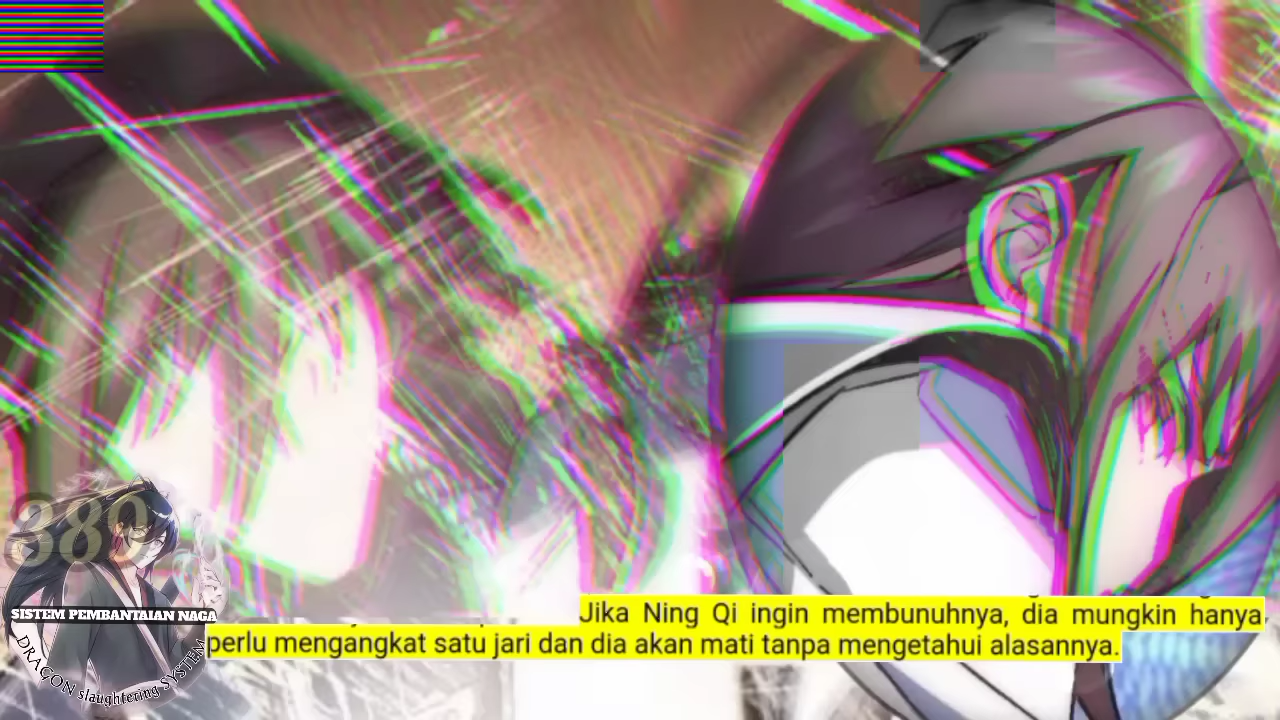 389
SISTEM PEMBANTAIAN NAGA
DRAGON slaughtering SYSTEM
Jika Ning Qi ingin membunuhnya, dia mungkin hanya
perlu mengangkat satu jari dan dia akan mati tanpa mengetahui alasannya.